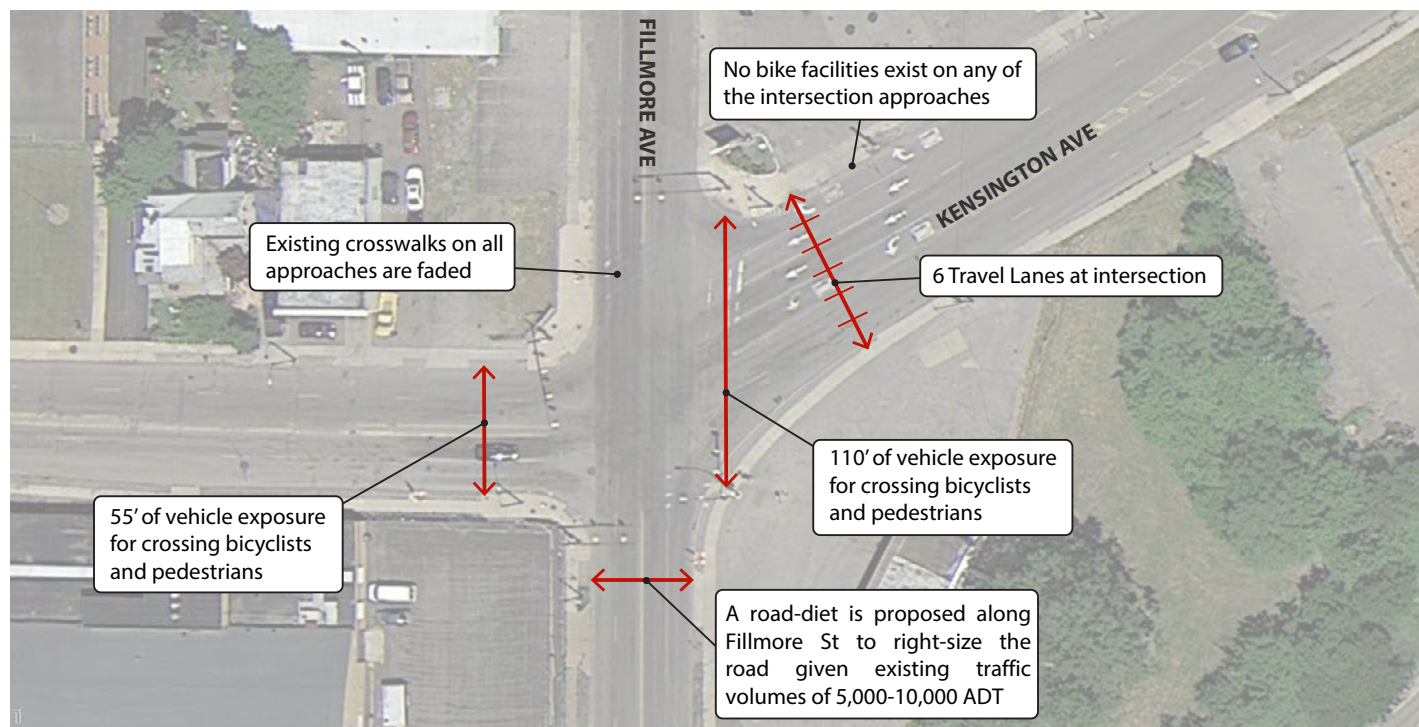 FILLMORE AVE
No bike facilities exist on any of
the intersection approaches
KENSINGTON AVE
Existing crosswalks on all
approaches are faded
6 Travel Lanes at intersection
110’ of vehicle exposure
for crossing bicyclists
and pedestrians
55’ of vehicle exposure
for crossing bicyclists
and pedestrians
A road-diet is proposed along
Fillmore St to right-size the
road given existing traffic
volumes of 5,000-10,000 ADT